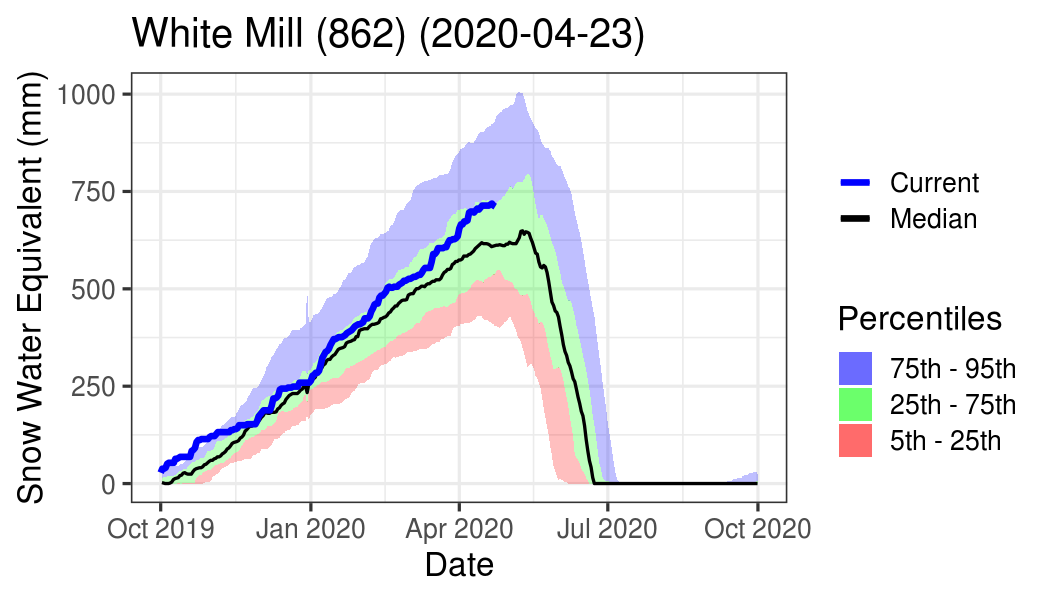 White Mill (862) (2020-04-23)
Snow Water Equivalent (mm)
1000
750
500
250
0
Oct 2019
Jan 2020
Apr 2020
Jul 2020
Oct 2020
Date
Current
Median
Percentiles
75th - 95th
25th - 75th
5th - 25th